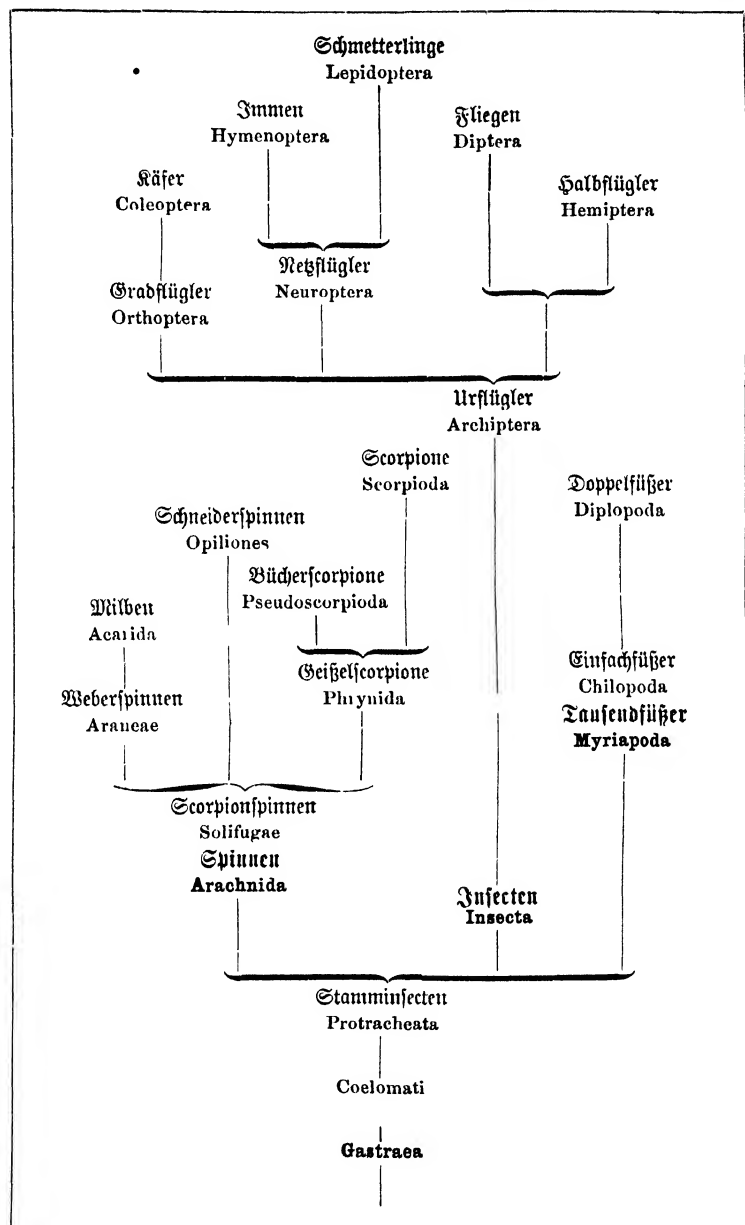 Schmetterlinge
Lepidoptera
Immen
Hymenoptera
Fliegen
Diptera
Käfer
Coleoptera
Halbflügler
Hemiptera
Netzflügler
Neuroptera
Gradflügler
Orthoptera
Urflügler
Archiptera
Scorpione
Scorpioda
Doppelfüßer
Diplopoda
Schneiderspinnen
Opiliones
Bücherscorpione
Pseudoscorpioda
Milben
Acarida
Geißelscorpione
Phrynida
Einfachfüßer
Chilopoda
Tausendfüßer
Myriapoda
Weberspinnen
Araneae
Scorpionspinnen
Solifugae
Spinnen
Arachnida
Insecten
Insecta
Stamminsecten
Protracheata
Coelomati
Gastraea